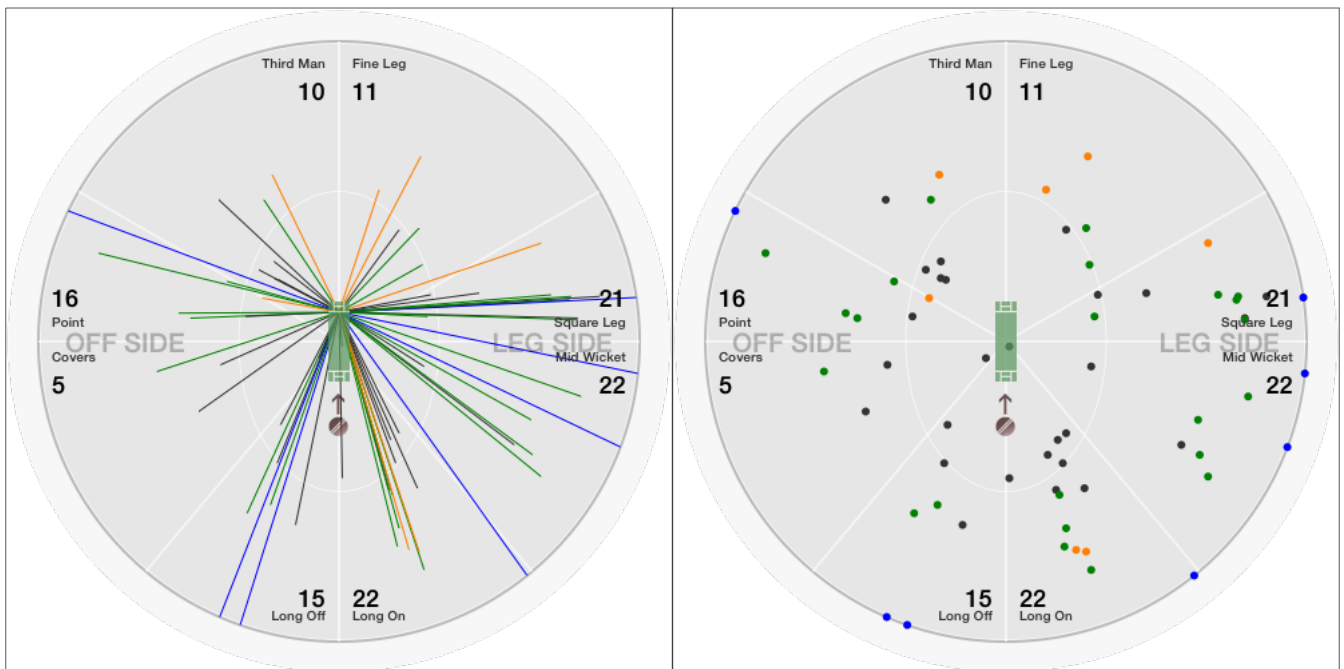 Third Man Fine Leg
10 11
16 21
Point Square Leg
OFF SIDE LEG SIDE
Covers Mid Wicket
5 22
15 22
Long Off Long On
Third Man Fine Leg
10 11
16 21
Point Square Leg
OFF SIDE LEG SIDE
Covers Mid Wicket
5 22
15 22
Long Off Long On